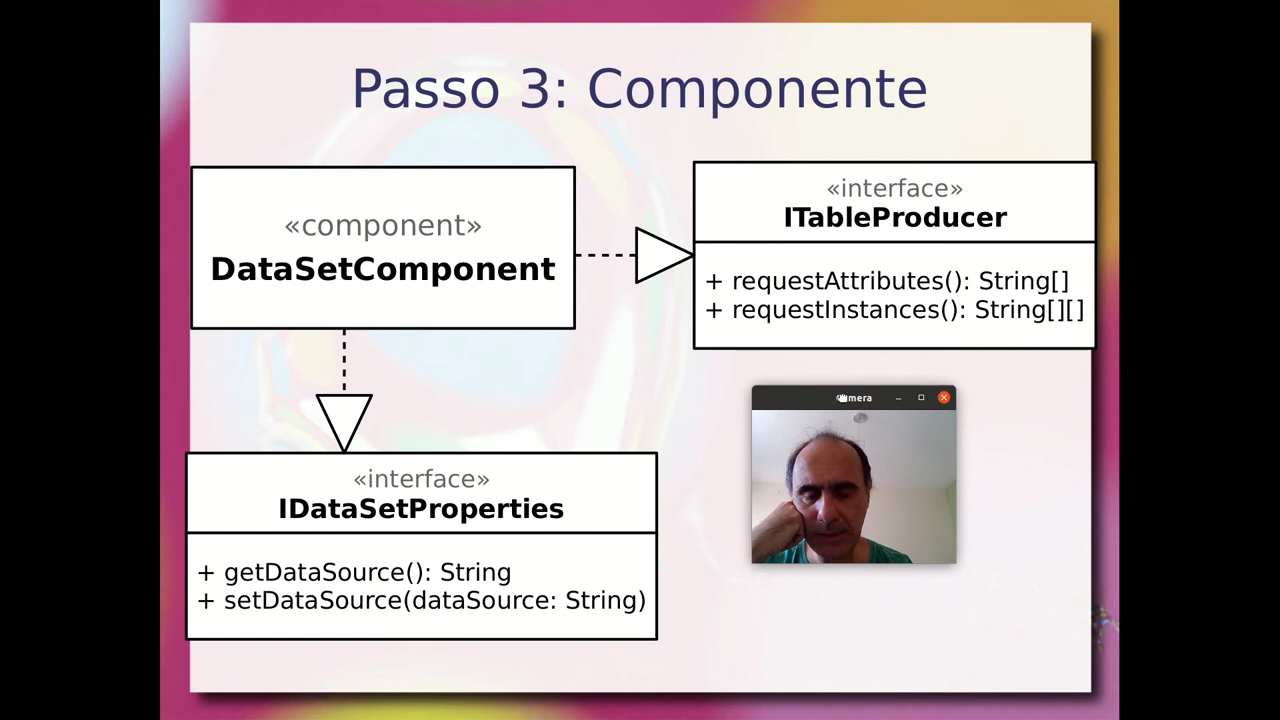 Passo 3: Componente
«component»
DataSetComponent
«interface»
ITableProducer
+ requestAttributes(): String[]
+ requestInstances(): String[][]
«interface»
IDataSetProperties
+ getDataSource(): String
+ setDataSource(dataSource: String)